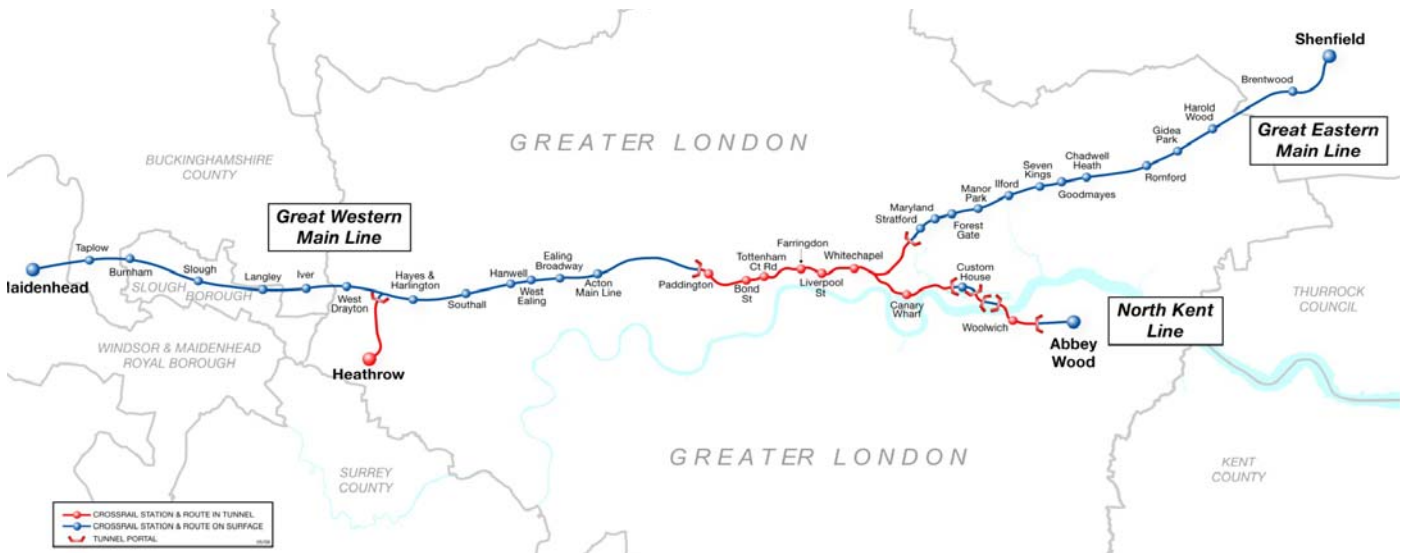 Shenfield
Brentwood
Harold
Wood
Great Eastern
Main Line
Gidea
Park
GREATER LONDON
BUCKINGHAMSHIRE
COUNTY
Chadwell
Heath
Seven
Kings
Romford
Ilford
Goodmayes
Manor
Park
Great Western
Main Line
Maryland
Stratford
Forest
Gate
Taplow
Burnham
Slough
Langley
Iver
SLOUGH
BOROUGH
West
Drayton
Hayes &
Harlington
Southall
Hanwell
West
Ealing
Ealing
Broadway
Acton
Main Line
Paddington
Bond
St
Tottenham
Ct Rd
Farringdon
Liverpool
St
Whitechapel
Canary
Wharf
Custom
House
Woolwich
Abbey
Wood
North Kent
Line
THURROCK
COUNCIL
aidenhead
WINDSOR & MAIDENHEAD
ROYAL BOROUGH
Heathrow
GREATER LONDON
SURREY
COUNTY
KENT
COUNTY
CROSSRAIL STATION & ROUTE IN TUNNEL
CROSSRAIL STATION & ROUTE ON SURFACE
TUNNEL PORTAL